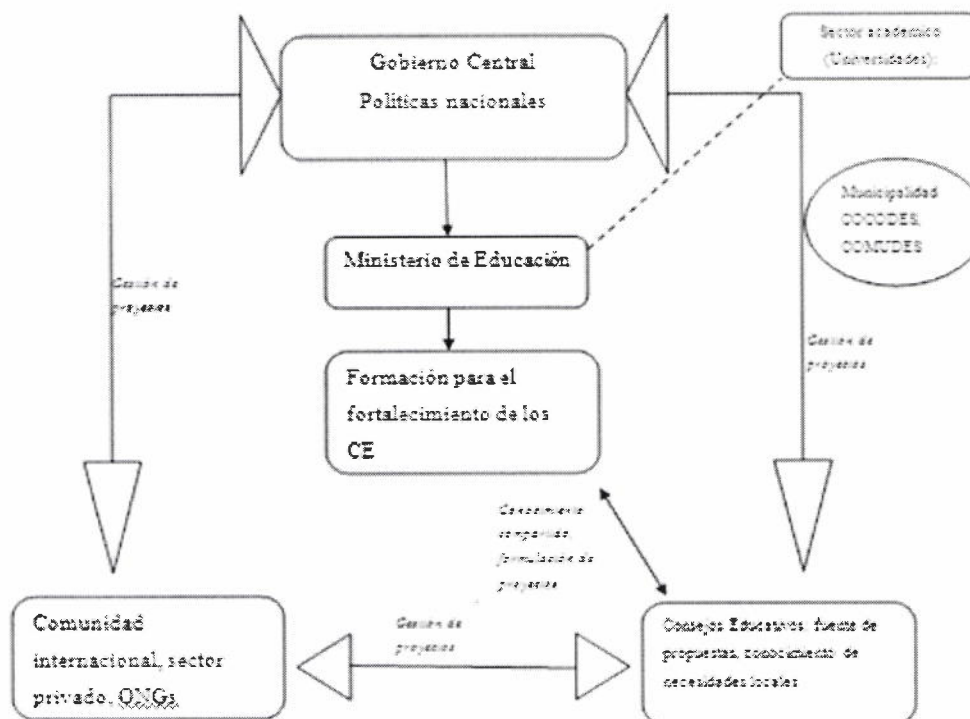 Sector académico
(Universidades):
Gobierno Central
Políticas nacionales
Municipalidad
COCODES,
COMUDES
Ministerio de Educación
Gestión de
proyectos
Gestión de
proyectos
Formación para el
fortalecimiento de los
CE
Conocimiento
compartido,
formulación de
proyectos
Comunidad
internacional, sector
privado, ONGs
Gestión de
proyectos
Consejos Educativos, fuente de
propuestas, conocimiento de
necesidades locales